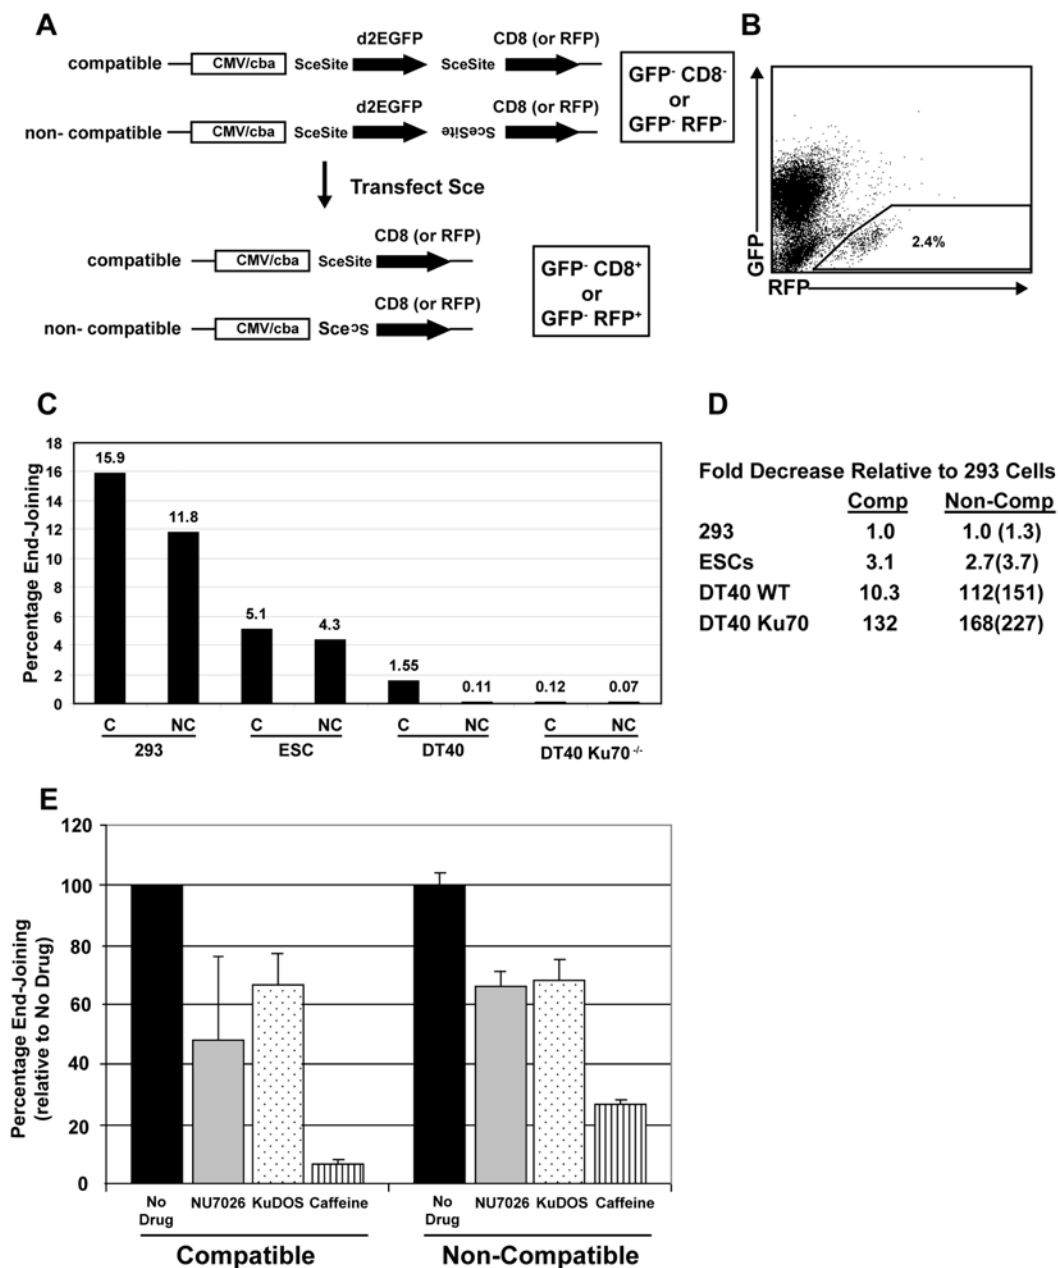 A
d2EGFP CD8 (or RFP)
compatible CMV/cba SceSite SceSite
d2EGFP CD8 (or RFP)
non- compatible CMV/cba SceSite SceSite
GFP- CD8-
or
GFP- RFP-
Transfect Sce
CD8 (or RFP)
compatible CMV/cba SceSite
CD8 (or RFP)
non- compatible CMV/cba SceSc
GFP- CD8+
or
GFP- RFP+
B
GFP
2.4%
RFP
C
Percentage End-Joining
18
16
14
12
10
8
6
4
2
0
15.9
11.8
5.1
4.3
1.55
0.11
0.12
0.07
C NC C NC C NC C NC
293 ESC DT40 DT40 Ku70 -/-
D
Fold Decrease Relative to 293 Cells
Comp Non-Comp
293 1.0 1.0 (1.3)
ESCs 3.1 2.7(3.7)
DT40 WT 10.3 112(151)
DT40 Ku70 132 168(227)
E
Percentage End-Joining
(relative to No Drug)
120
100
80
60
40
20
0
No Drug NU7026 KuDOS Caffeine No Drug NU7026 KuDOS Caffeine
Compatible Non-Compatible